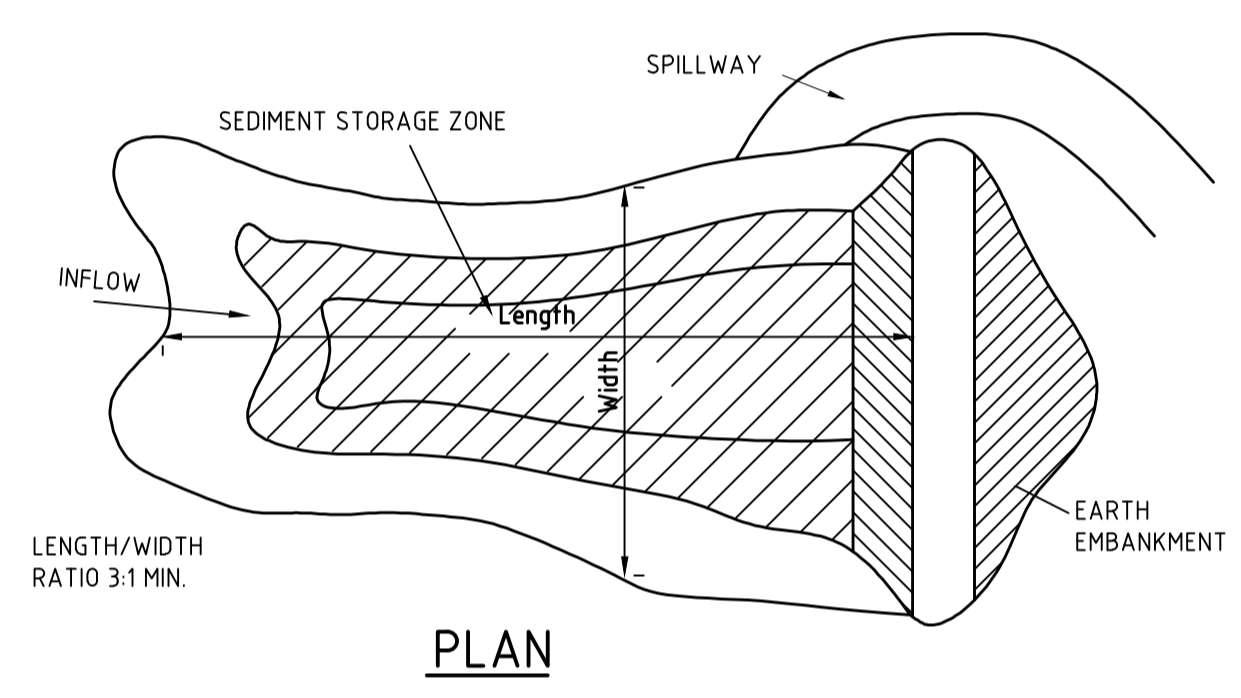 SPILLWAY
SEDIMENT STORAGE ZONE
INFLOW
Length
Width
EARTH
EMBANKMENT
LENGTH/WIDTH
RATIO 3:1 MIN.
PLAN